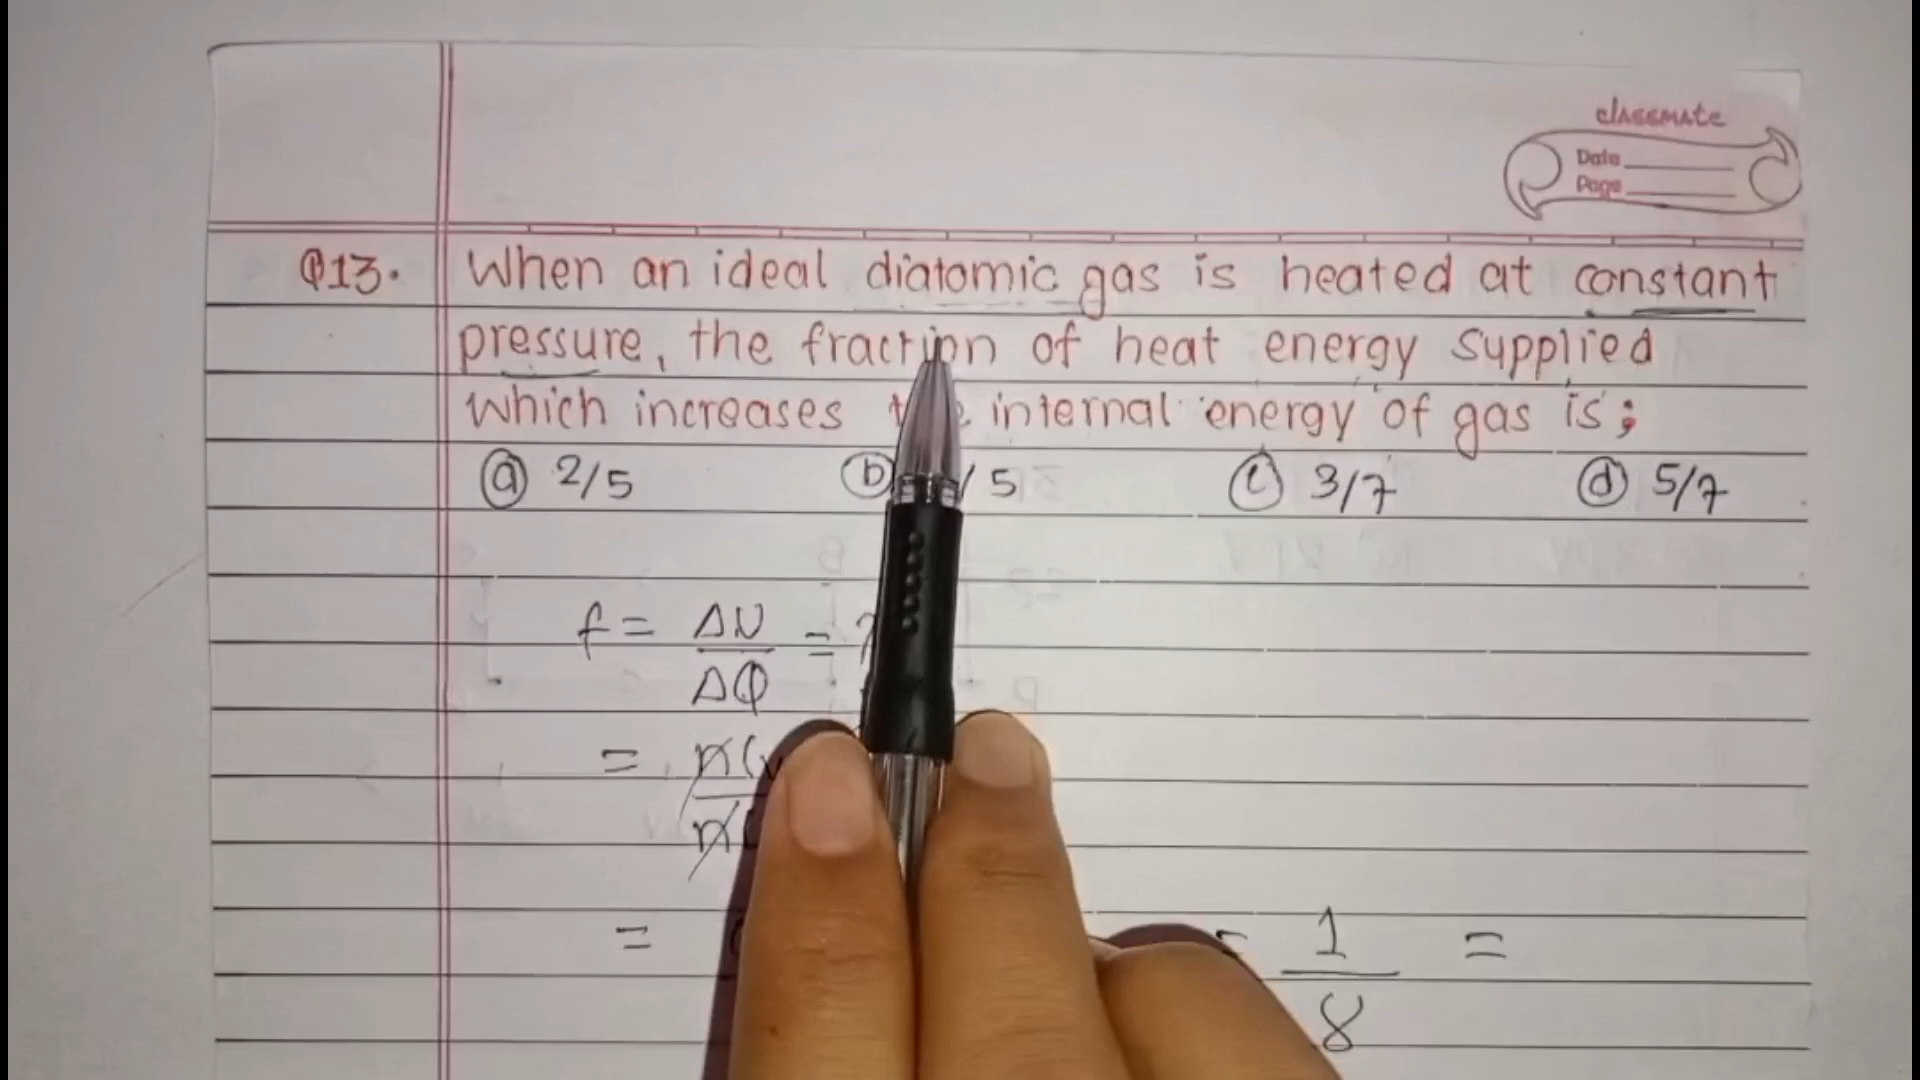 classmate
Date
Page
Q13. When an ideal diatomic gas is heated at constant
pressure, the fraction of heat energy supplied
which increases internal energy of gas is;
(a) 2/5 (b) / 5 (c) 3/7 (d) 5/7
f = ΔU =
ΔQ
= n
n
= 1 =
8